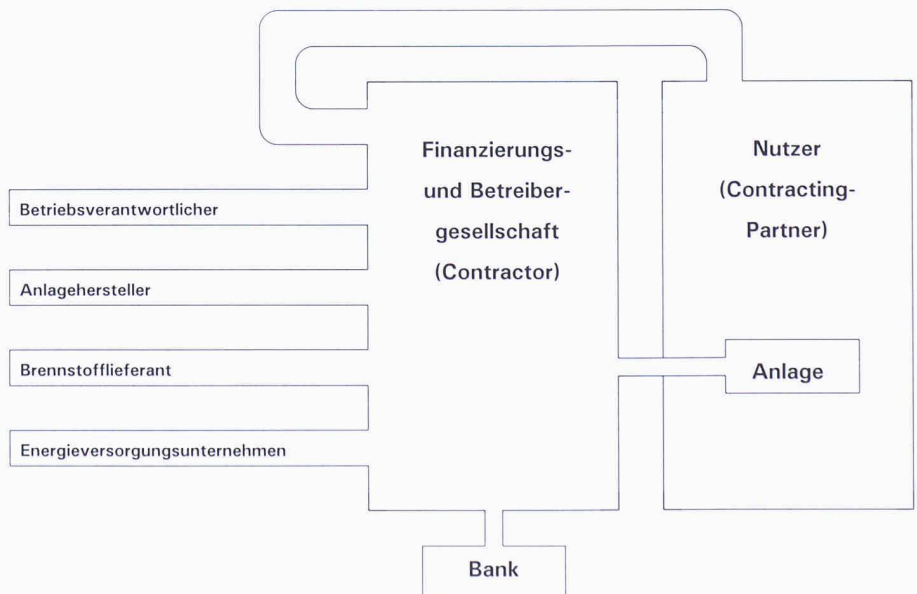 Finanzierungs-
und Betreiber-
gesellschaft
(Contractor)
Nutzer
(Contracting-
Partner)
Betriebsverantwortlicher
Anlagehersteller
Brennstofflieferant
Energieversorgungsunternehmen
Anlage
Bank